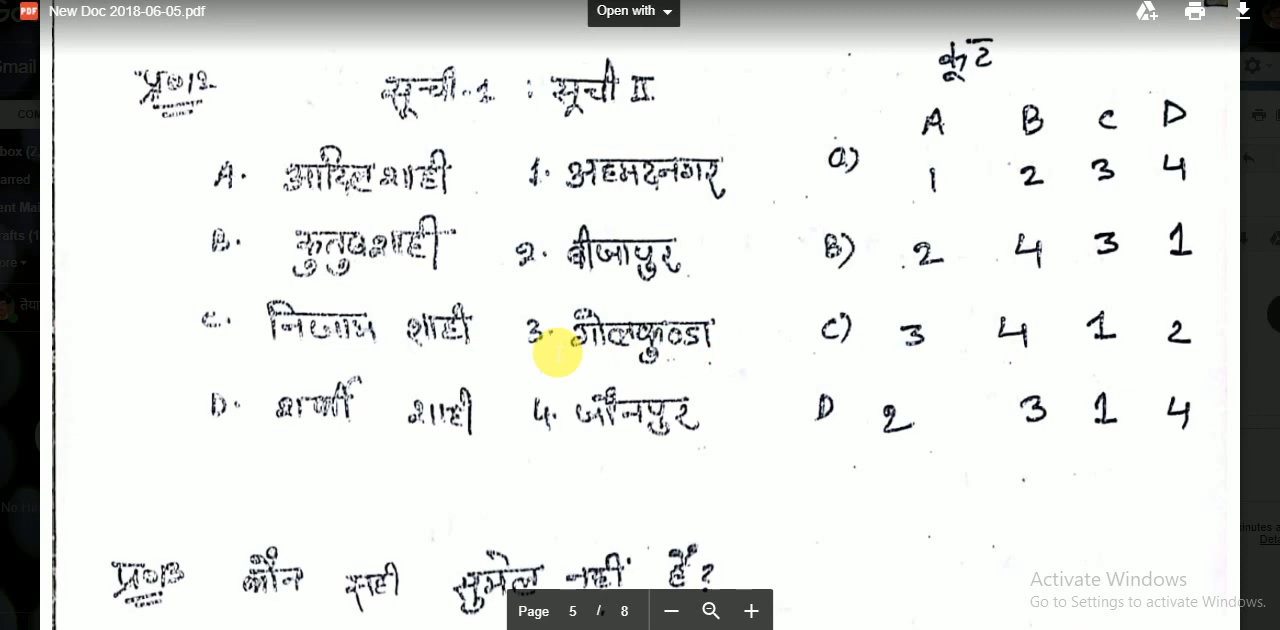 New Doc 2018-06-05.pdf
Open with
प्र०12 सूची-1 : सूची II कूट
A B C D
A. आदिलशाही 1. अहमदनगर a) 1 2 3 4
B. कुतुबशाही 2. बीजापुर B) 2 4 3 1
C. निजाम शाही 3. गोलकुण्डा C) 3 4 1 2
D. शर्की शाही 4. जौनपुर D 2 3 1 4
प्र०13 कौन सही सुमेल नहीं हैं ?
Page 5 / 8
Activate Windows
Go to Settings to activate Windows.